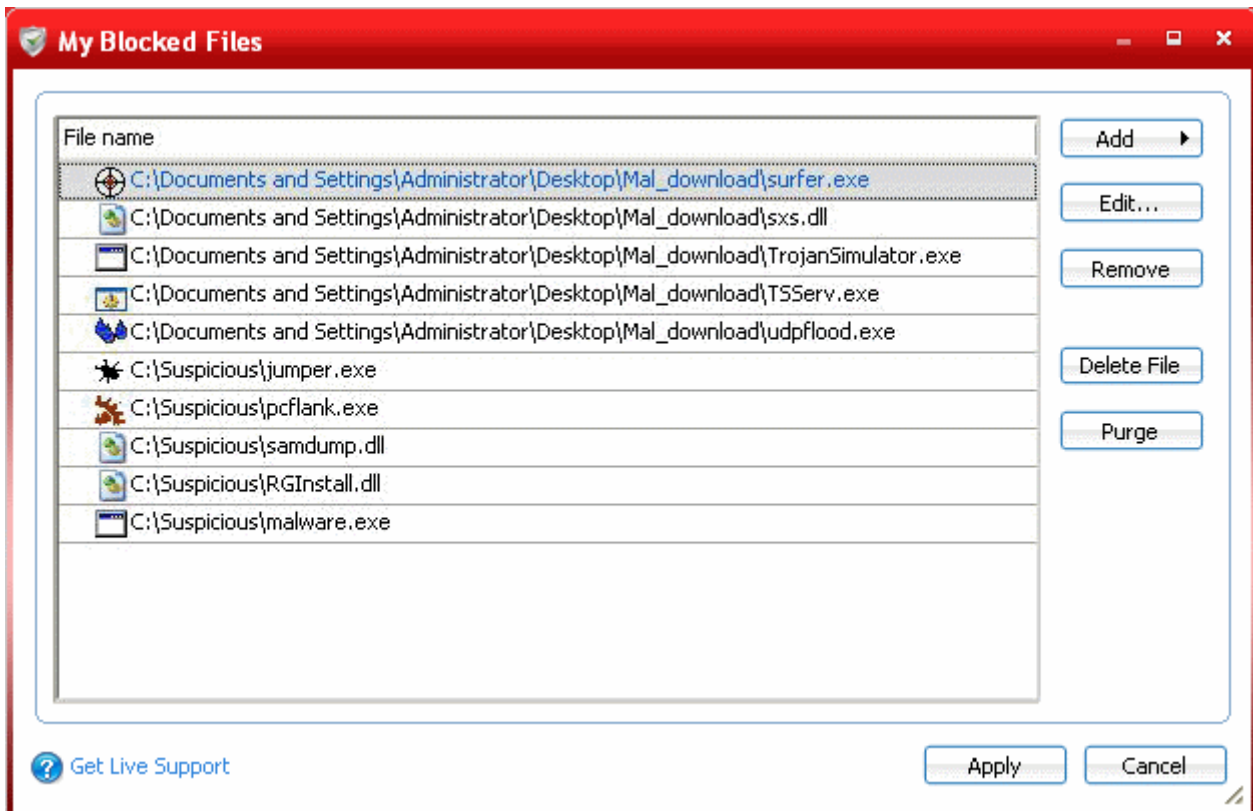 My Blocked Files
File name
C:\Documents and Settings\Administrator\Desktop\Mal_download\surfer.exe
C:\Documents and Settings\Administrator\Desktop\Mal_download\sxs.dll
C:\Documents and Settings\Administrator\Desktop\Mal_download\TrojanSimulator.exe
C:\Documents and Settings\Administrator\Desktop\Mal_download\TSServ.exe
C:\Documents and Settings\Administrator\Desktop\Mal_download\udpflood.exe
C:\Suspicious\jumper.exe
C:\Suspicious\pcflank.exe
C:\Suspicious\samdump.dll
C:\Suspicious\RGInstall.dll
C:\Suspicious\malware.exe
Add
Edit...
Remove
Delete File
Purge
Get Live Support
Apply
Cancel